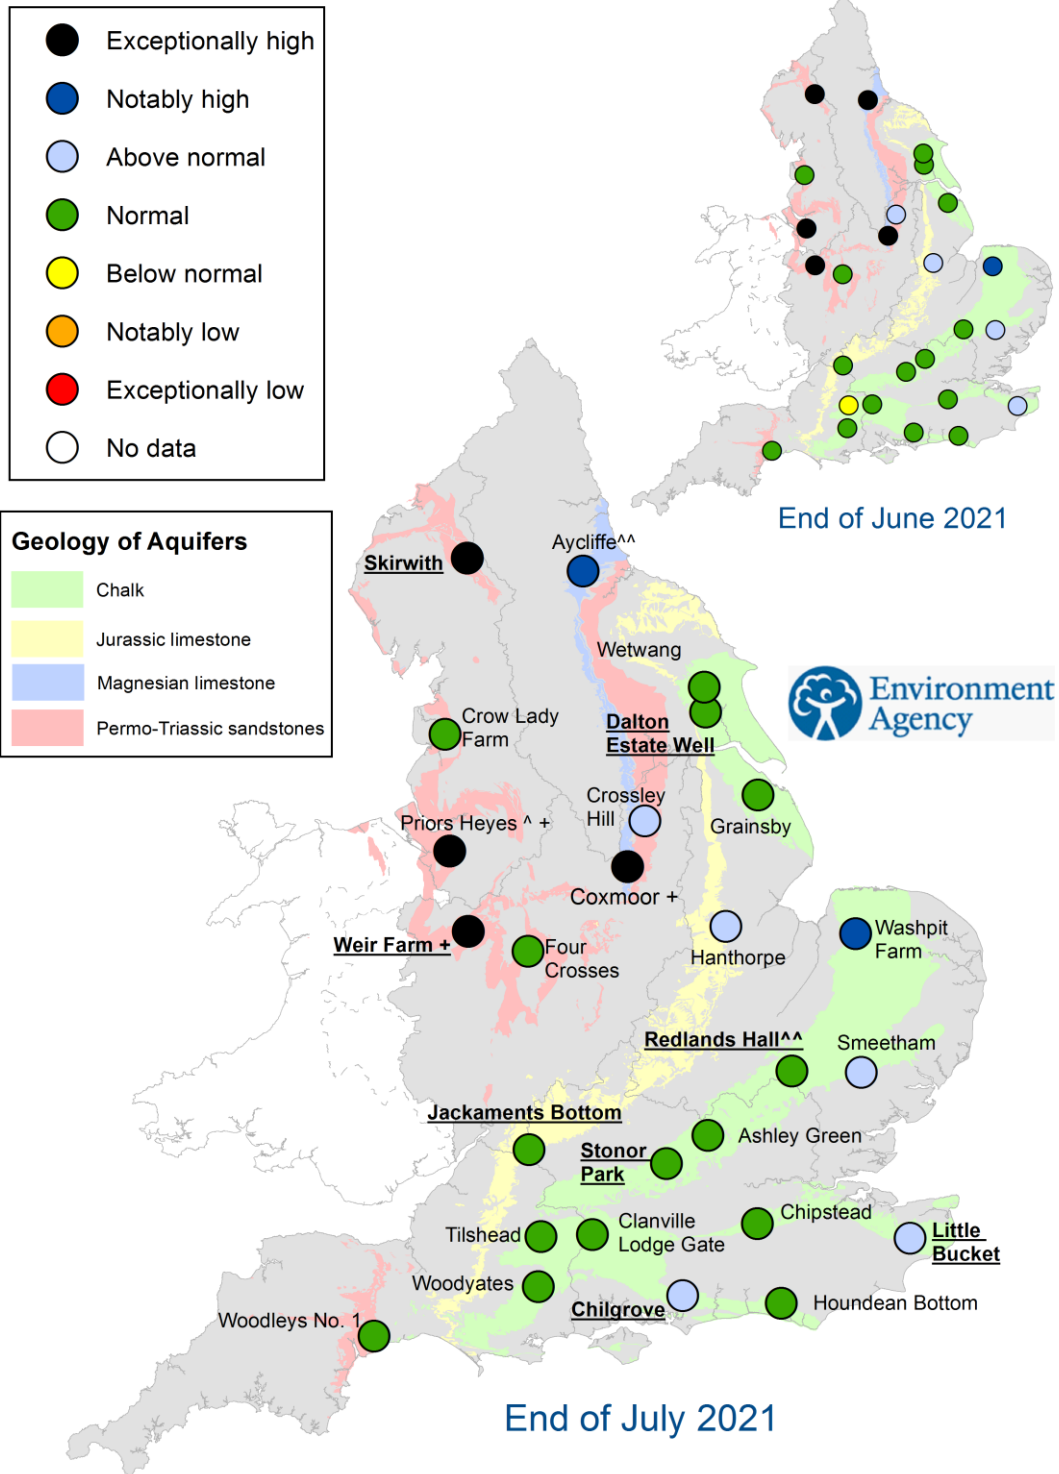 Exceptionally high
Notably high
Above normal
Normal
Below normal
Notably low
Exceptionally low
No data
End of June 2021
Geology of Aquifers
Chalk
Jurassic limestone
Magnesian limestone
Permo-Triassic sandstones
Aycliffe^^
Skirwith
Wetwang
Environment
Agency
Crow Lady
Farm
Dalton
Estate Well
Crossley
Hill
Priors Heyes ^ +
Grainsby
Coxmoor +
Weir Farm +
Four
Crosses
Hanthorpe
Washpit
Farm
Redlands Hall^^
Smeetham
Jackaments Bottom
Stonor
Park
Ashley Green
Tilshead
Clanville
Lodge Gate
Chipstead
Little
Bucket
Woodyates
Chilgrove
Houndean Bottom
Woodleys No. 1
End of July 2021